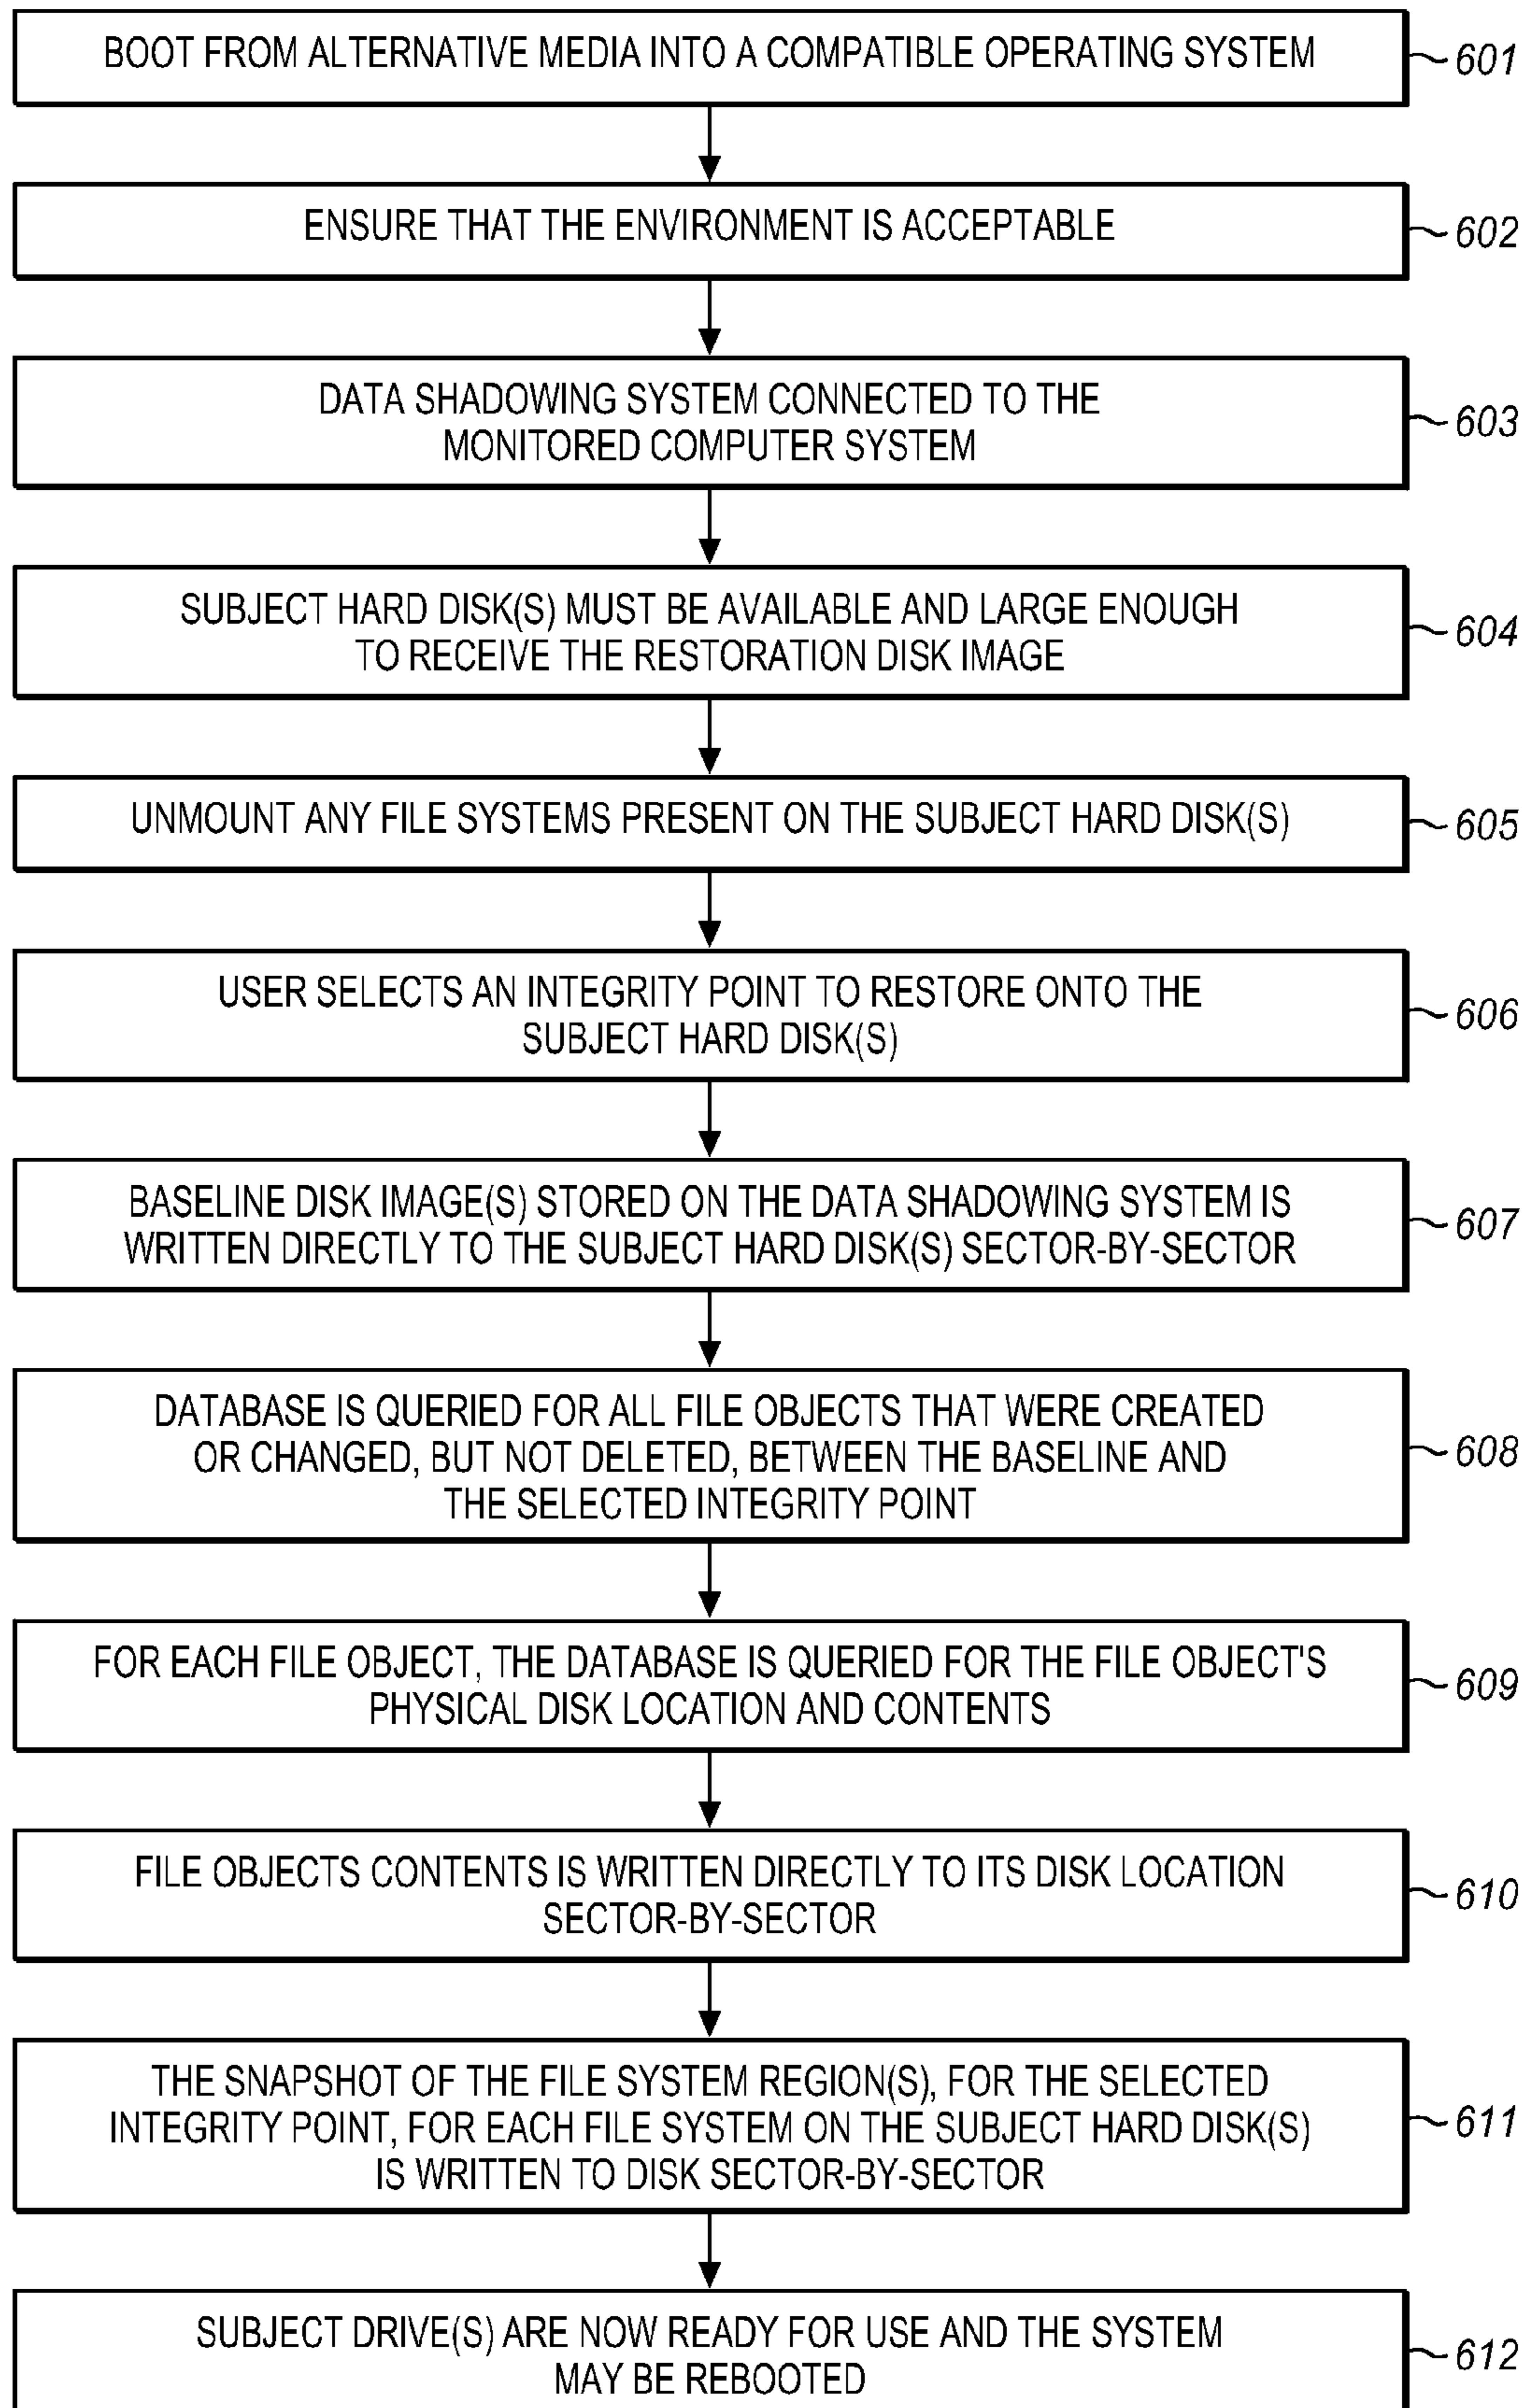 BOOT FROM ALTERNATIVE MEDIA INTO A COMPATIBLE OPERATING SYSTEM
601
ENSURE THAT THE ENVIRONMENT IS ACCEPTABLE
602
DATA SHADOWING SYSTEM CONNECTED TO THE
MONITORED COMPUTER SYSTEM
603
SUBJECT HARD DISK(S) MUST BE AVAILABLE AND LARGE ENOUGH
TO RECEIVE THE RESTORATION DISK IMAGE
604
UNMOUNT ANY FILE SYSTEMS PRESENT ON THE SUBJECT HARD DISK(S)
605
USER SELECTS AN INTEGRITY POINT TO RESTORE ONTO THE
SUBJECT HARD DISK(S)
606
BASELINE DISK IMAGE(S) STORED ON THE DATA SHADOWING SYSTEM IS
WRITTEN DIRECTLY TO THE SUBJECT HARD DISK(S) SECTOR-BY-SECTOR
607
DATABASE IS QUERIED FOR ALL FILE OBJECTS THAT WERE CREATED
OR CHANGED, BUT NOT DELETED, BETWEEN THE BASELINE AND
THE SELECTED INTEGRITY POINT
608
FOR EACH FILE OBJECT, THE DATABASE IS QUERIED FOR THE FILE OBJECT'S
PHYSICAL DISK LOCATION AND CONTENTS
609
FILE OBJECTS CONTENTS IS WRITTEN DIRECTLY TO ITS DISK LOCATION
SECTOR-BY-SECTOR
610
THE SNAPSHOT OF THE FILE SYSTEM REGION(S), FOR THE SELECTED
INTEGRITY POINT, FOR EACH FILE SYSTEM ON THE SUBJECT HARD DISK(S)
IS WRITTEN TO DISK SECTOR-BY-SECTOR
611
SUBJECT DRIVE(S) ARE NOW READY FOR USE AND THE SYSTEM
MAY BE REBOOTED
612